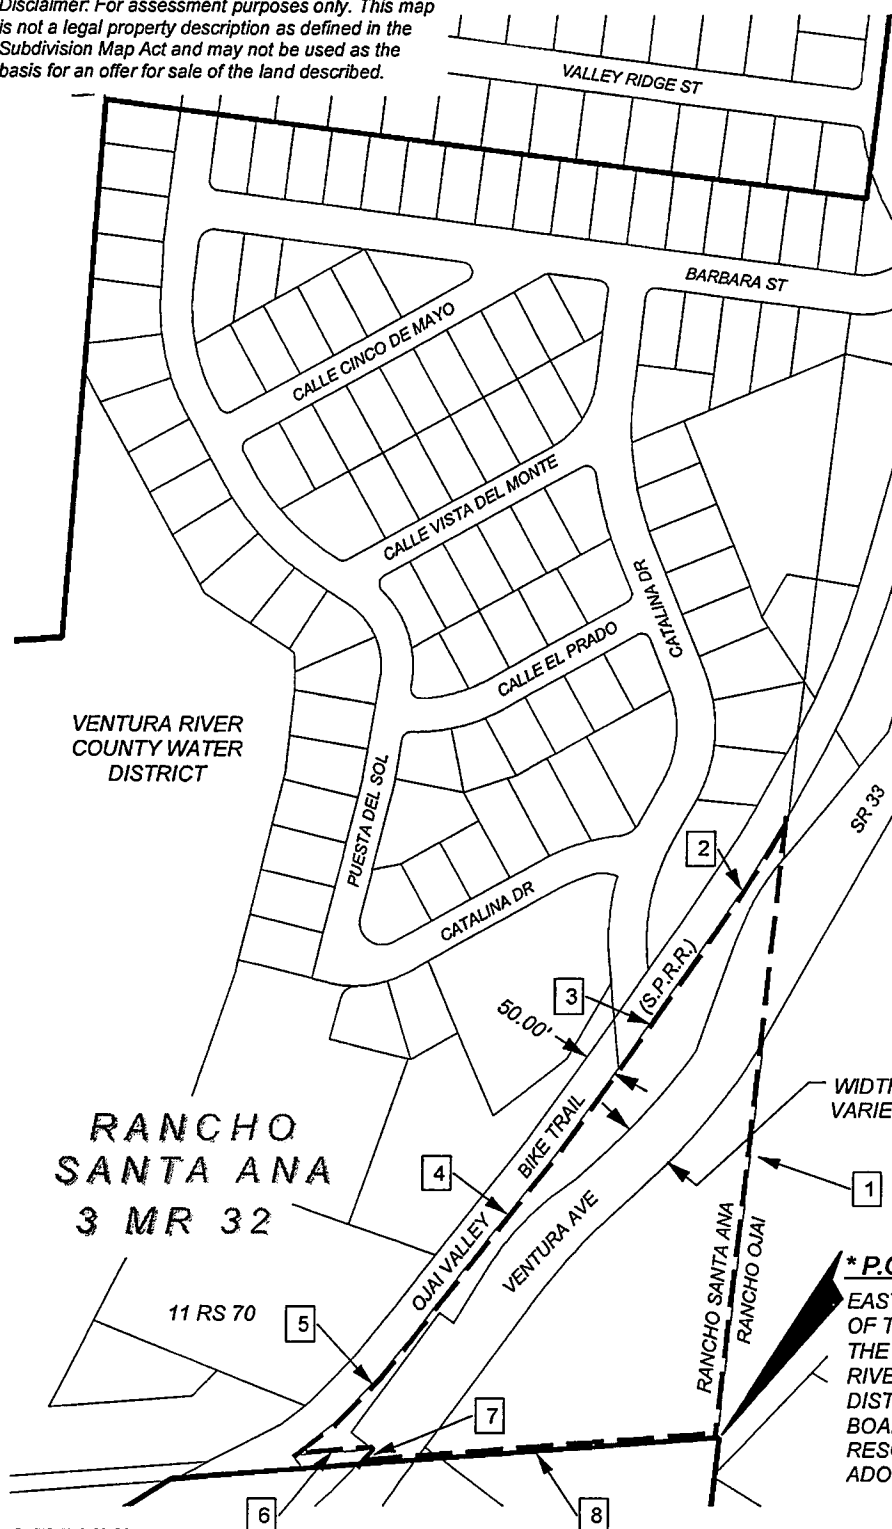 Disclaimer: For assessment purposes only. This map
is not a legal property description as defined in the
Subdivision Map Act and may not be used as the
basis for an offer for sale of the land described.
VALLEY RIDGE ST
BARBARA ST
CALLE CINCO DE MAYO
CALLE VISTA DEL MONTE
CATALINA DR
CALLE EL PRADO
VENTURA RIVER
COUNTY WATER
DISTRICT
PUESTA DEL SOL
SR 33
2
CATALINA DR
(S.P.R.R.)
3
50.00'
WIDTH
VARIE
RANCHO
SANTA ANA
3 MR 32
BIKE TRAIL
4
1
OJAI VALLEY
VENTURA AVE
RANCHO SANTA ANA
RANCHO OJAI
* P.O
EAST
OF T
THE
RIVE
DIST
BOA
RESO
ADO
11 RS 70
5
7
6
8